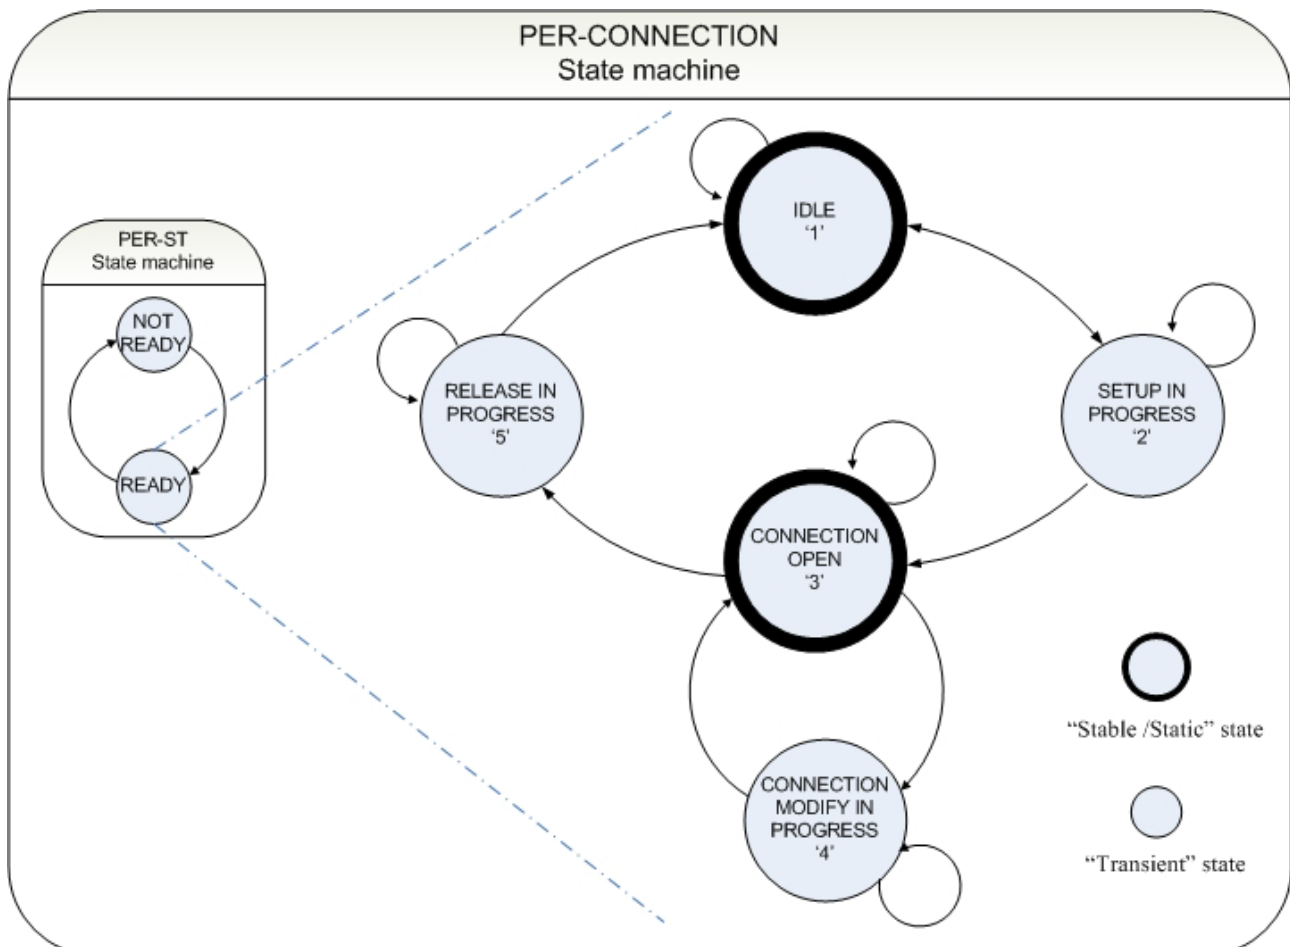 PER-CONNECTION
State machine
PER-ST
State machine
NOT
READY
READY
IDLE
‘1’
RELEASE IN
PROGRESS
‘5’
SETUP IN
PROGRESS
‘2’
CONNECTION
OPEN
‘3’
CONNECTION
MODIFY IN
PROGRESS
‘4’
“Stable /Static” state
“Transient” state